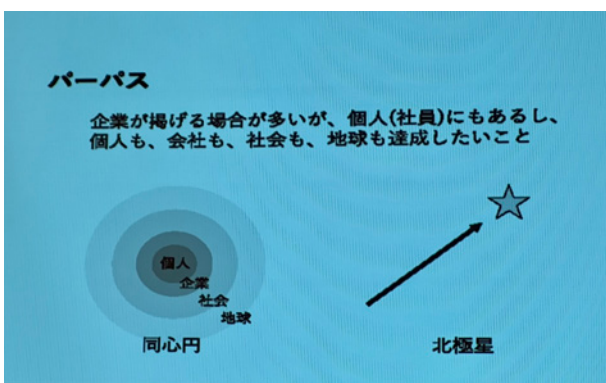 パーパス
企業が掲げる場合が多いが、個人(社員)にもあるし、
個人も、会社も、社会も、地球も達成したいこと
個人
企業
社会
地球
同心円
北極星